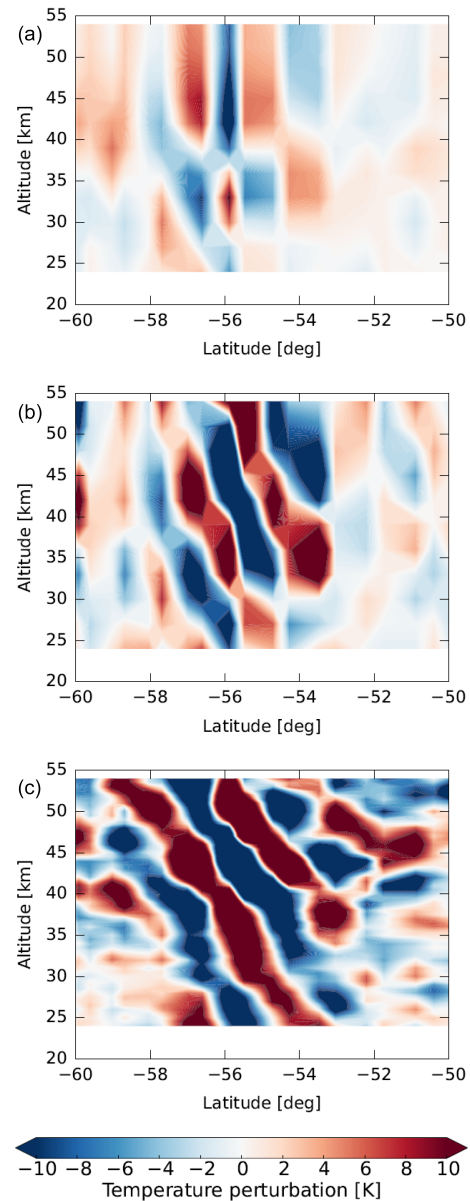 (a)
55
50
45
40
35
30
25
20
Altitude [km]
−60 −58 −56 −54 −52 −50
Latitude [deg]
(b)
55
50
45
40
35
30
25
20
Altitude [km]
−60 −58 −56 −54 −52 −50
Latitude [deg]
(c)
55
50
45
40
35
30
25
20
Altitude [km]
−60 −58 −56 −54 −52 −50
Latitude [deg]
−10 −8 −6 −4 −2 0 2 4 6 8 10
Temperature perturbation [K]